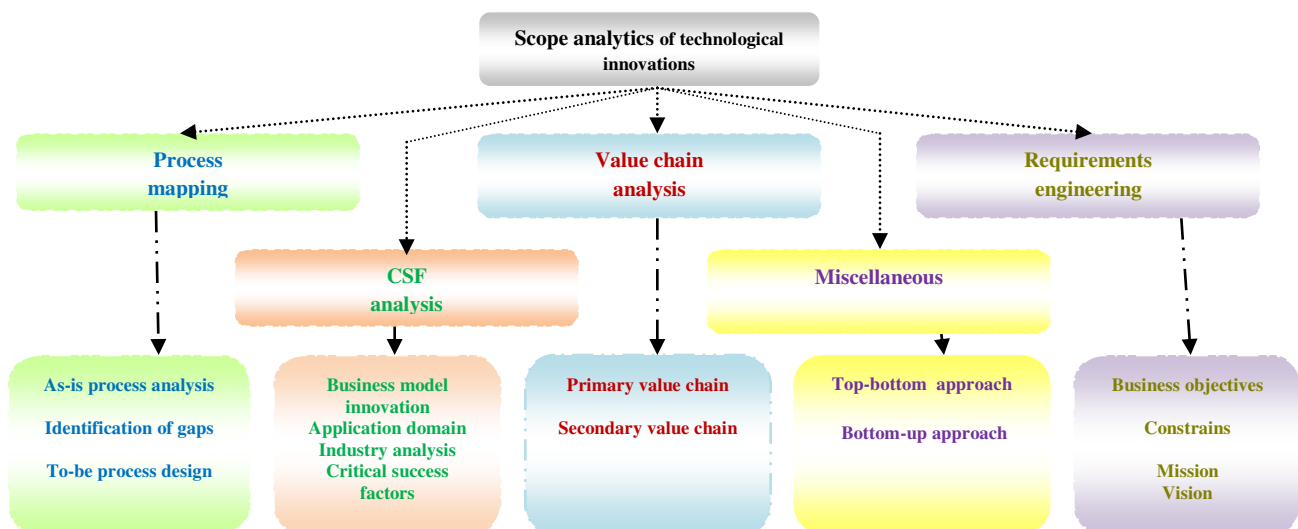 Scope analytics of technological
innovations
Process
mapping
Value chain
analysis
Requirements
engineering
CSF
analysis
Miscellaneous
As-is process analysis
Identification of gaps
To-be process design
Business model
innovation
Application domain
Industry analysis
Critical success
factors
Primary value chain
Secondary value chain
Top-bottom approach
Bottom-up approach
Business objectives
Constrains
Mission
Vision